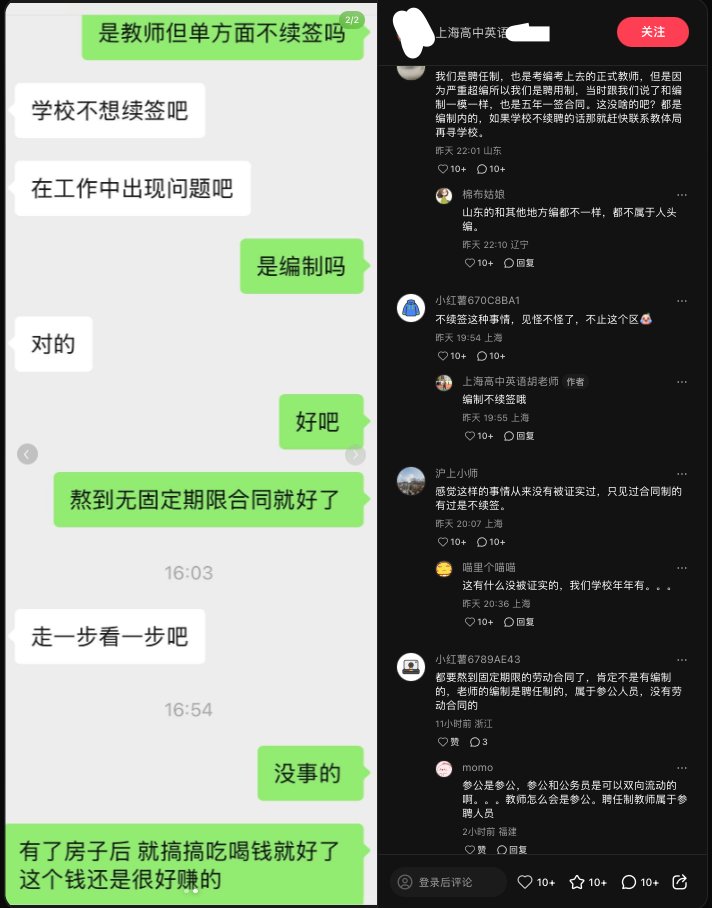 2/2
是教师但单方面不续签吗
学校不想续签吧
在工作中出现问题吧
是编制吗
对的
好吧
熬到无固定期限合同就好了
16:03
走一步看一步吧
16:54
没事的
有了房子后 就搞搞吃喝钱就好了
这个钱还是很好赚的
上海高中英语
关注
我们是聘任制，也是考编考上去的正式教师，但是因
为严重超编所以我们是聘用制，当时跟我们说了和编
制一模一样，也是五年一签合同。这没啥的吧？都是
编制内的，如果学校不续聘的话那就赶快联系教体局
再寻学校。
昨天 22:01 山东
10+ 10+
棉布姑娘
山东的和其他地方编都不一样，都不属于人头
编。
昨天 22:10 辽宁
10+ 回复
小红薯670C8BA1
不续签这种事情，见怪不怪了，不止这个区
昨天 19:54 上海
10+ 10+
上海高中英语胡老师 作者
编制不续签哦
昨天 19:55 上海
10+ 回复
沪上小师
感觉这样的事情从来没有被证实过，只见过合同制的
有过是不续签。
昨天 20:07 上海
10+ 10+
喵里个喵喵
这有什么没被证实的，我们学校年年有。。。
昨天 20:36 上海
10+ 回复
小红薯6789AE43
都要熬到固定期限的劳动合同了，肯定不是有编制
的，老师的编制是聘任制的，属于参公人员，没有劳
动合同的
11小时前 浙江
赞 3
momo
参公是参公，参公和公务员是可以双向流动的
啊。。。教师怎么会是参公。聘任制教师属于参
聘人员
2小时前 福建
赞 回复
登录后评论 10+ 10+ 10+